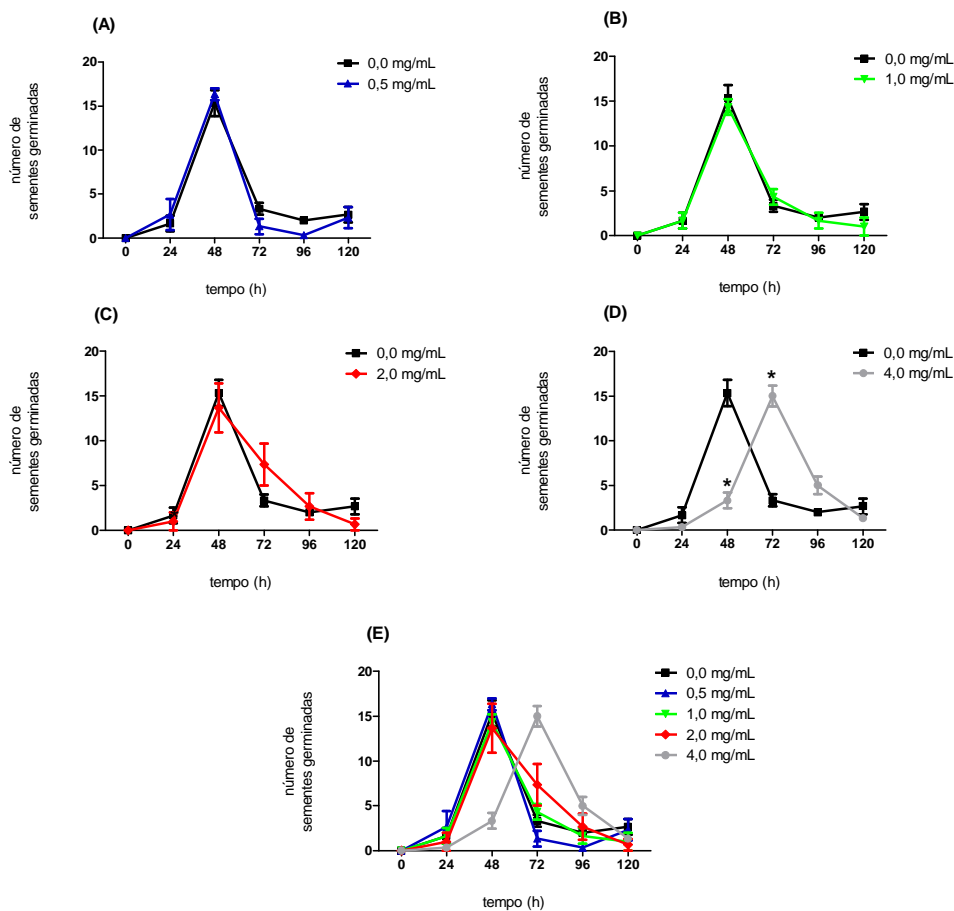 (A)
0,0 mg/mL
0,5 mg/mL
número de
sementes germinadas
20
15
10
5
0
0 24 48 72 96 120
tempo (h)
(B)
0,0 mg/mL
1,0 mg/mL
número de
sementes germinadas
20
15
10
5
0
0 24 48 72 96 120
tempo (h)
(C)
0,0 mg/mL
2,0 mg/mL
número de
sementes germinadas
20
15
10
5
0
0 24 48 72 96 120
tempo (h)
(D)
0,0 mg/mL
4,0 mg/mL
número de
sementes germinadas
20
15
10
5
0
*
*
0 24 48 72 96 120
tempo (h)
(E)
0,0 mg/mL
0,5 mg/mL
1,0 mg/mL
2,0 mg/mL
4,0 mg/mL
número de
sementes germinadas
20
15
10
5
0
0 24 48 72 96 120
tempo (h)